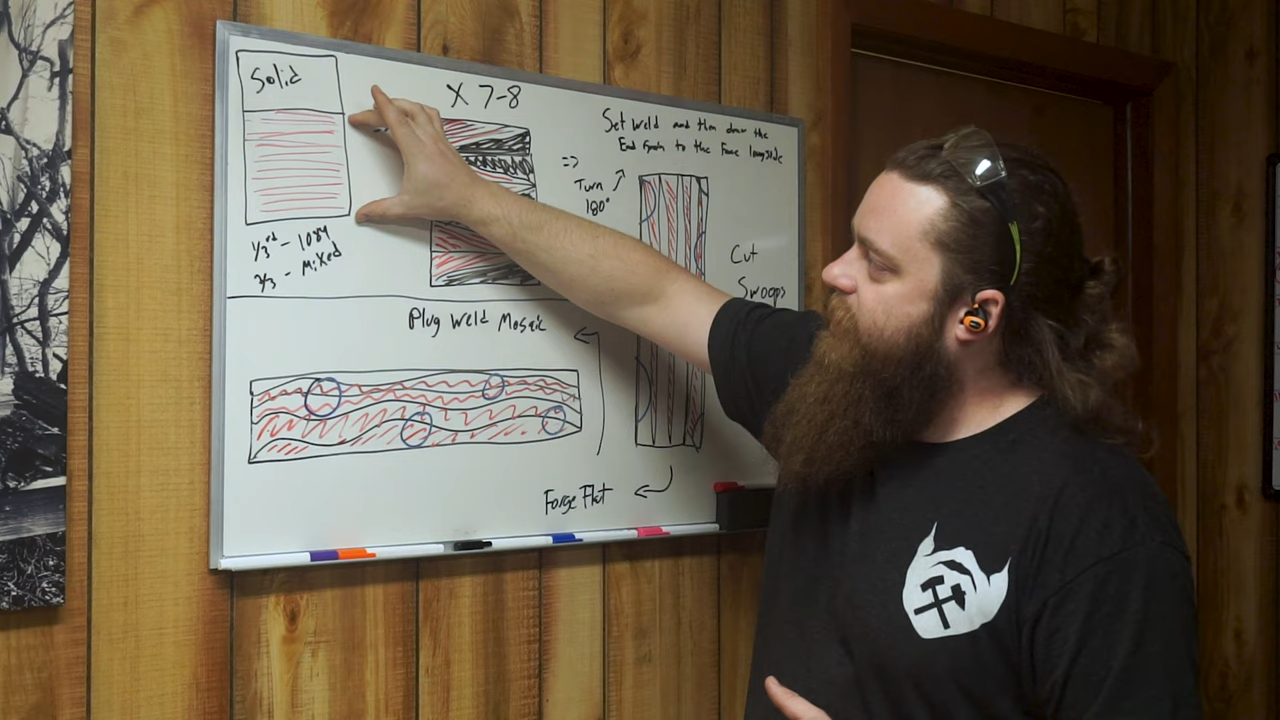 Solid
1/3rd - 1084
2/3 - Mixed
X 7-8
=>
Turn
180°
Set Weld and then draw the
End Grain to the Face longside
Cut
Swoops
Plug Weld Mosaic
Forge Flat